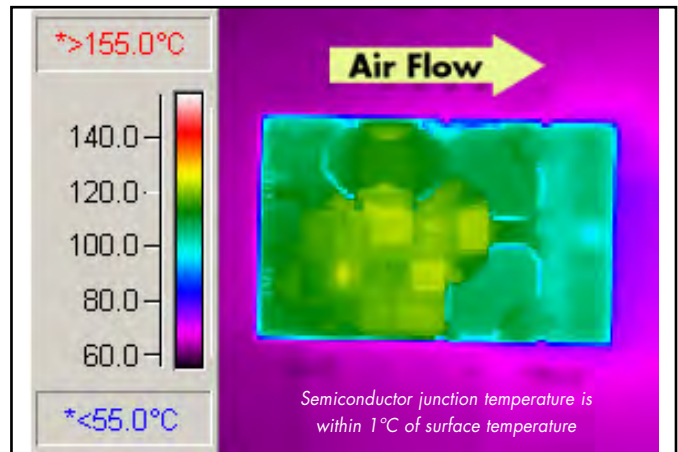 *>155.0°C
140.0
120.0
100.0
80.0
60.0
*<55.0°C
Air Flow
Semiconductor junction temperature is
within 1°C of surface temperature